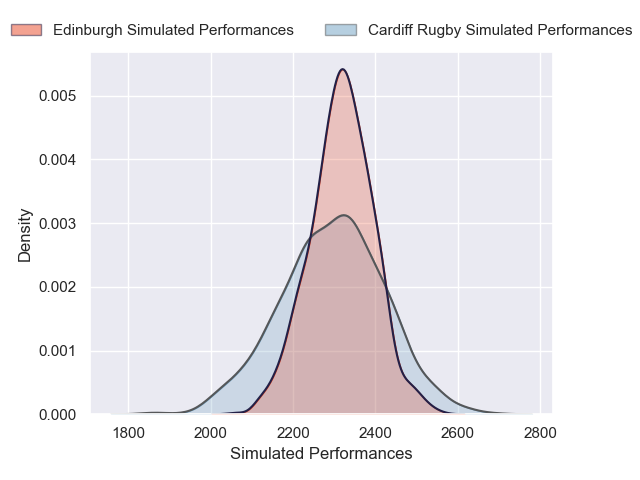 Edinburgh Simulated Performances
Cardiff Rugby Simulated Performances
0.005
0.004
0.003
0.002
0.001
0.000
Density
1800 2000 2200 2400 2600 2800
Simulated Performances